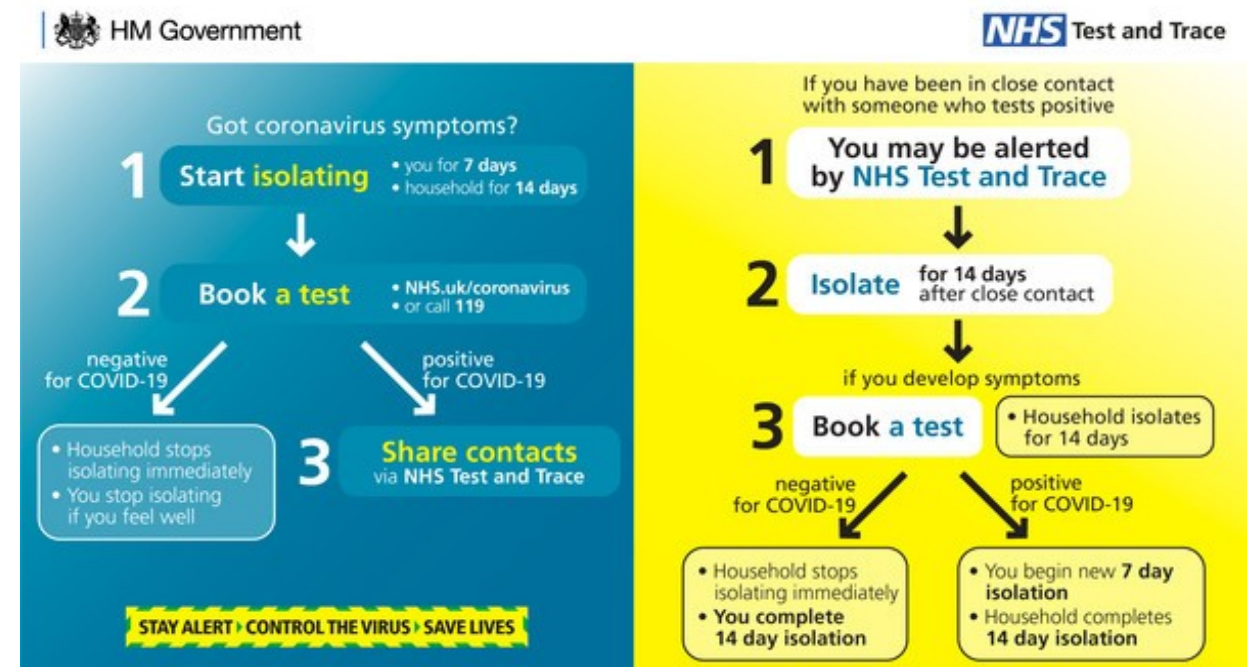 HM Government
NHS Test and Trace
Got coronavirus symptoms?
1 Start isolating
• you for 7 days
• household for 14 days
2 Book a test
• NHS.uk/coronavirus
• or call 119
negative
for COVID-19
positive
for COVID-19
• Household stops
isolating immediately
• You stop isolating
if you feel well
3 Share contacts
via NHS Test and Trace
STAY ALERT CONTROL THE VIRUS SAVE LIVES
If you have been in close contact
with someone who tests positive
1 You may be alerted
by NHS Test and Trace
2 Isolate
for 14 days
after close contact
if you develop symptoms
3 Book a test
• Household isolates
for 14 days
negative
for COVID-19
positive
for COVID-19
• Household stops
isolating immediately
• You complete
14 day isolation
• You begin new 7 day
isolation
• Household completes
14 day isolation